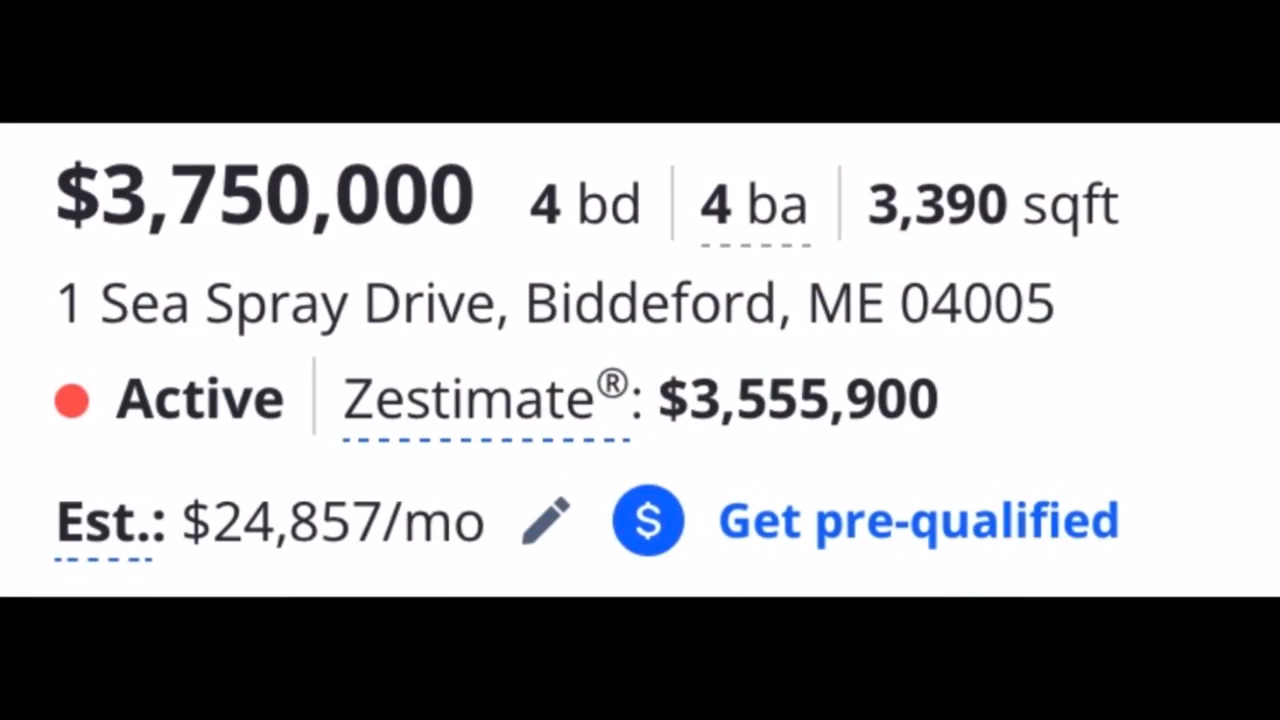 $3,750,000 4 bd 4 ba 3,390 sqft
1 Sea Spray Drive, Biddeford, ME 04005
Active Zestimate®: $3,555,900
Est.: $24,857/mo $ Get pre-qualified